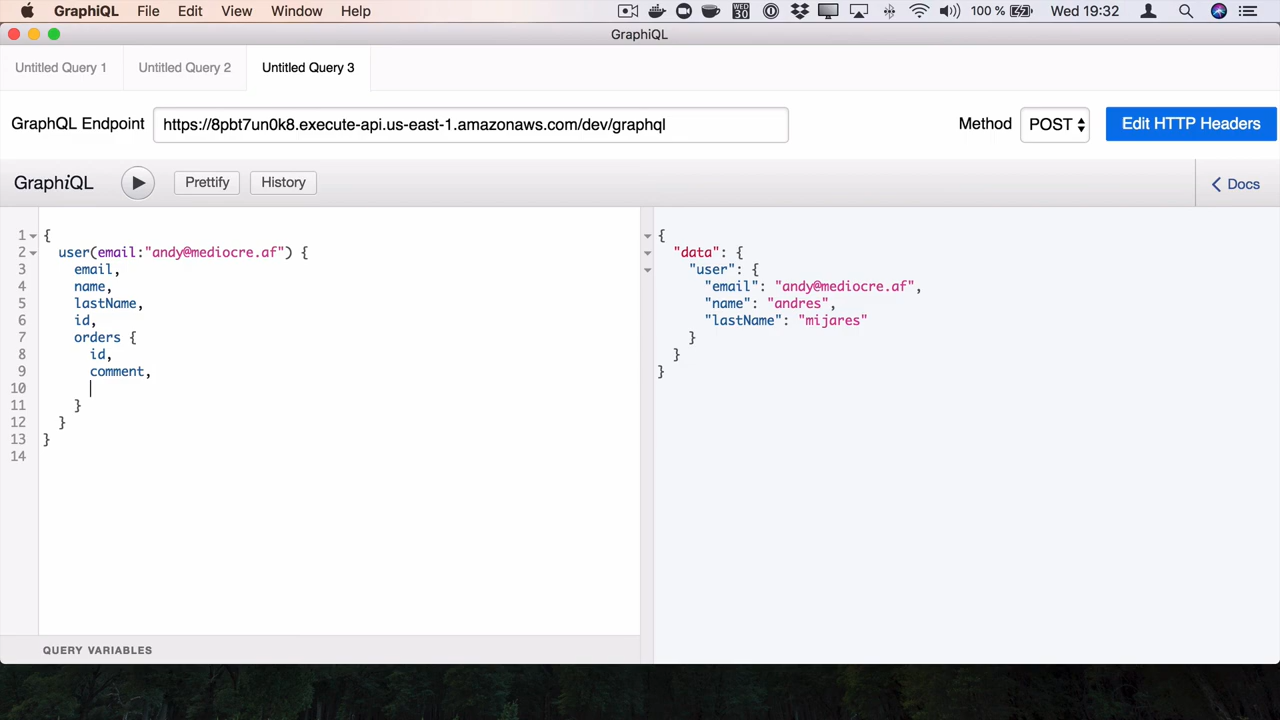 GraphiQL File Edit View Window Help WED 30 100 % Wed 19:32
GraphiQL
Untitled Query 1 Untitled Query 2 Untitled Query 3
GraphQL Endpoint https://8pbt7un0k8.execute-api.us-east-1.amazonaws.com/dev/graphql Method POST Edit HTTP Headers
GraphiQL Prettify History Docs
1 {
2 user(email:"andy@mediocre.af") {
3 email,
4 name,
5 lastName,
6 id,
7 orders {
8 id,
9 comment,
10
11 }
12 }
13 }
14
{
"data": {
"user": {
"email": "andy@mediocre.af",
"name": "andres",
"lastName": "mijares"
}
}
}
QUERY VARIABLES